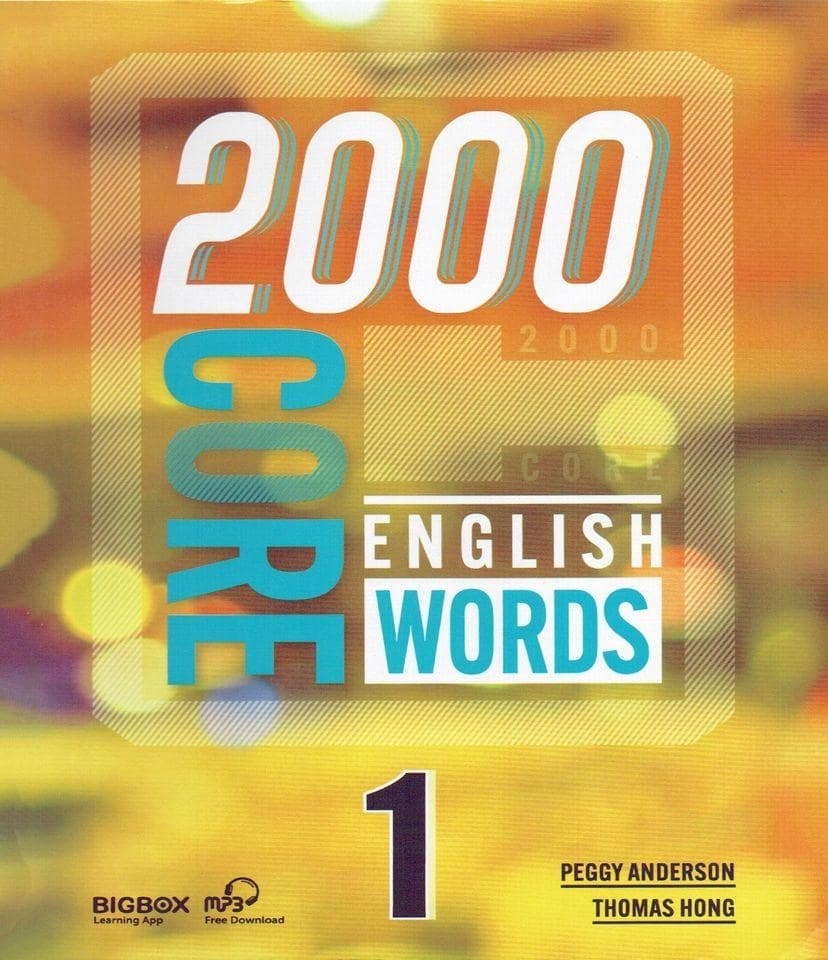 2000
CORE
2000
CORE
ENGLISH
WORDS
1
PEGGY ANDERSON
THOMAS HONG
BIGBOX
Learning App
MP3
Free Download